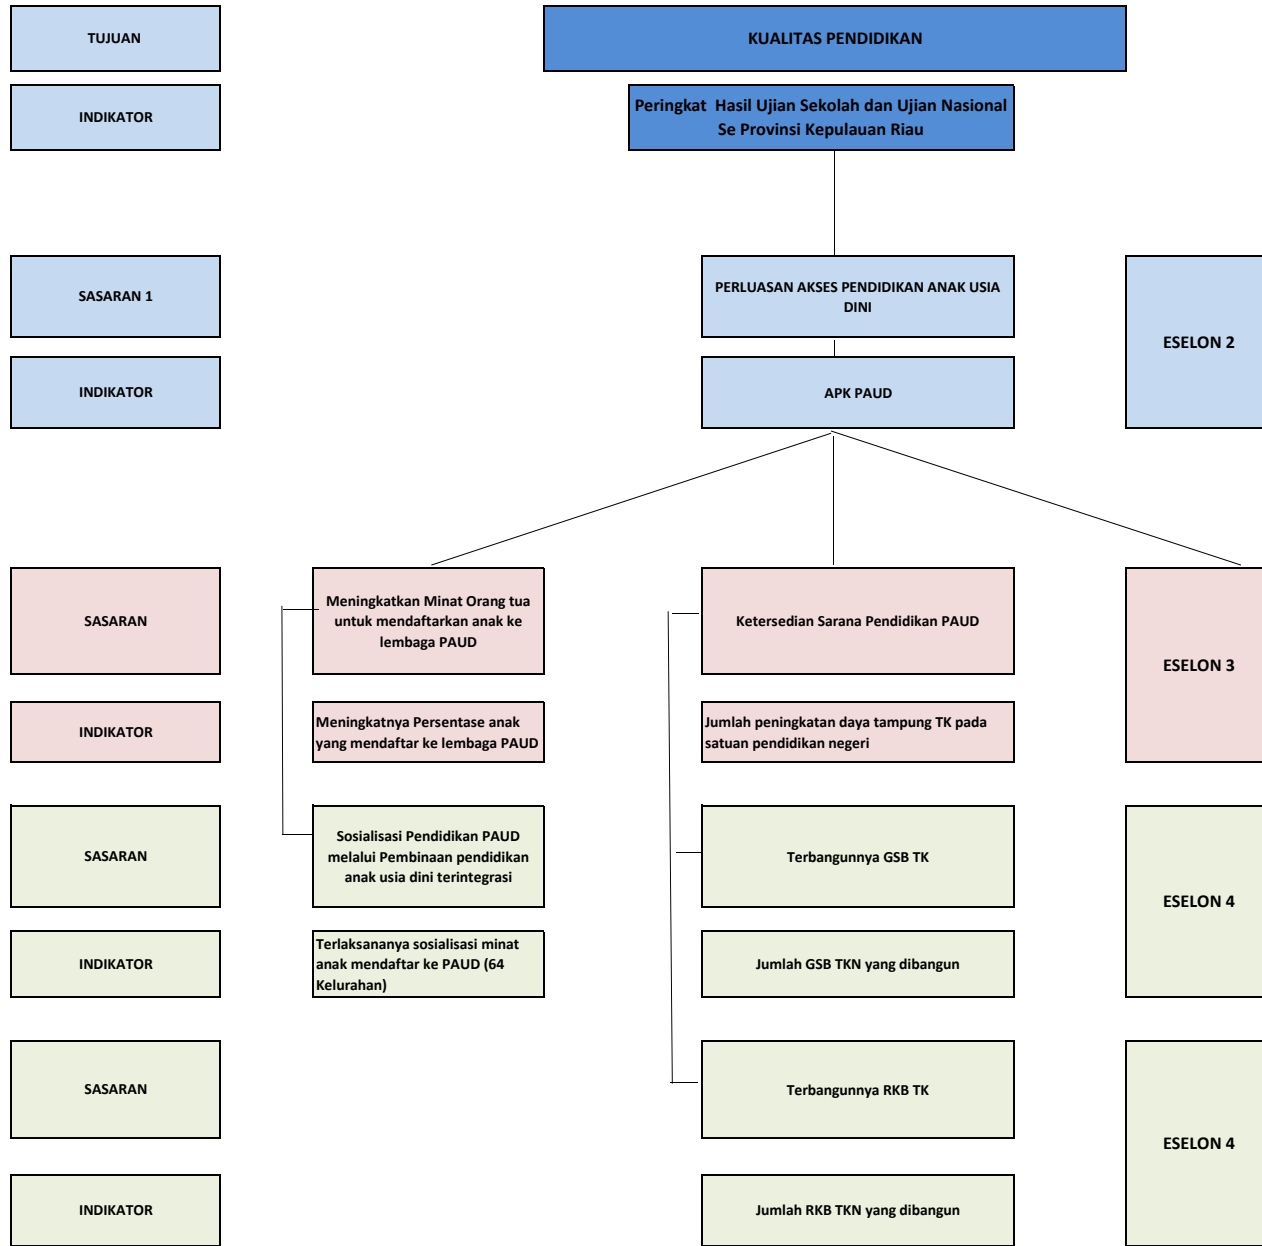 TUJUAN
KUALITAS PENDIDIKAN
INDIKATOR
Peringkat Hasil Ujian Sekolah dan Ujian Nasional
Se Provinsi Kepulauan Riau
SASARAN 1
PERLUASAN AKSES PENDIDIKAN ANAK USIA
DINI
ESELON 2
INDIKATOR
APK PAUD
SASARAN
Meningkatkan Minat Orang tua
untuk mendaftarkan anak ke
lembaga PAUD
Ketersedian Sarana Pendidikan PAUD
ESELON 3
INDIKATOR
Meningkatnya Persentase anak
yang mendaftar ke lembaga PAUD
Jumlah peningkatan daya tampung TK pada
satuan pendidikan negeri
SASARAN
Sosialisasi Pendidikan PAUD
melalui Pembinaan pendidikan
anak usia dini terintegrasi
Terbangunnya GSB TK
ESELON 4
INDIKATOR
Terlaksananya sosialisasi minat
anak mendaftar ke PAUD (64
Kelurahan)
Jumlah GSB TKN yang dibangun
SASARAN
Terbangunnya RKB TK
ESELON 4
INDIKATOR
Jumlah RKB TKN yang dibangun